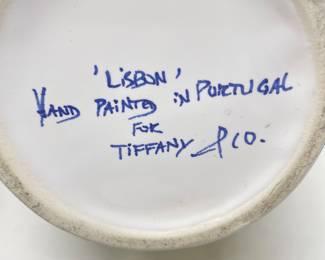 'LISBON'
HAND PAINTED in PORTUGAL
FOR
TIFFANY & CO.